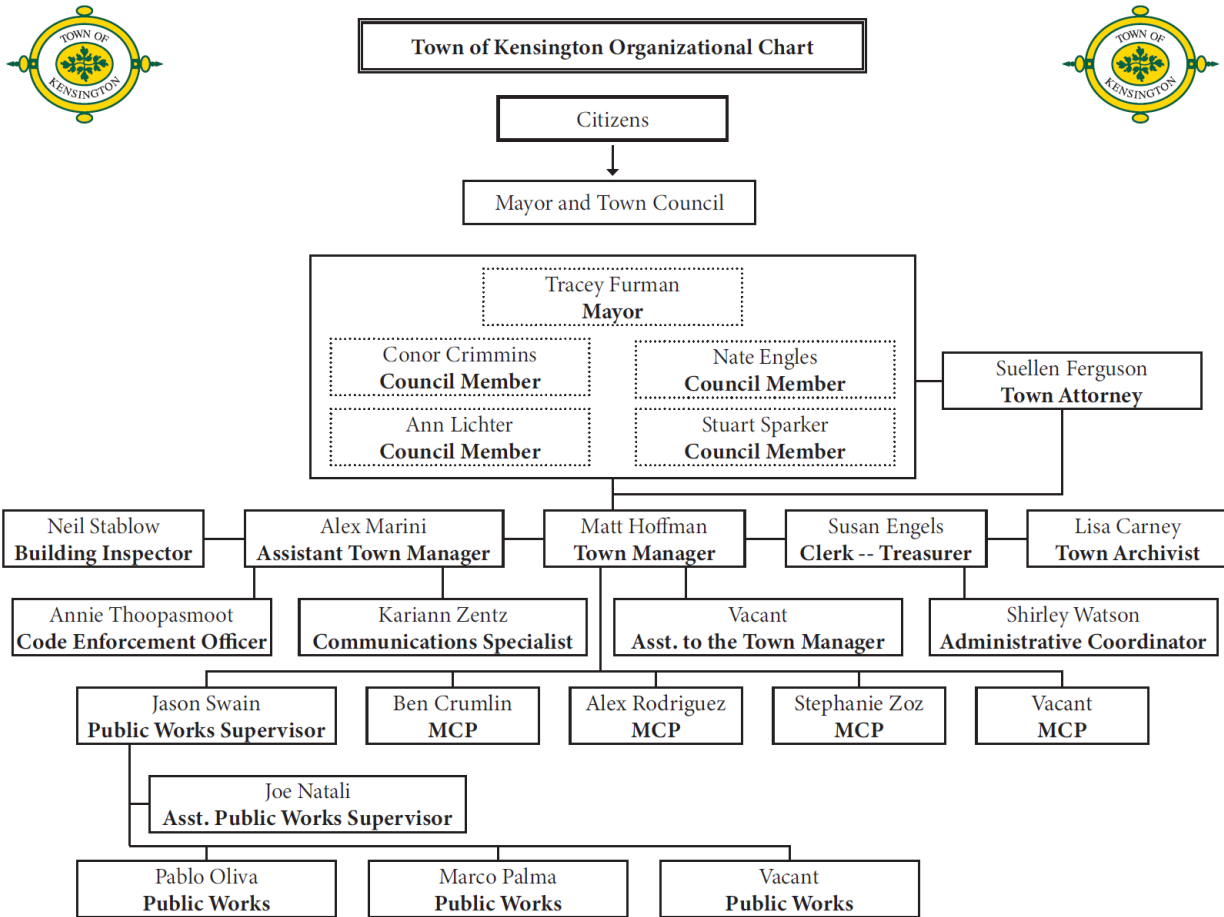 TOWN OF
KENSINGTON
Town of Kensington Organizational Chart
TOWN OF
KENSINGTON
Citizens
Mayor and Town Council
Tracey Furman
Mayor
Conor Crimmins
Council Member
Nate Engles
Council Member
Ann Lichter
Council Member
Stuart Sparker
Council Member
Suellen Ferguson
Town Attorney
Neil Stablow
Building Inspector
Alex Marini
Assistant Town Manager
Matt Hoffman
Town Manager
Susan Engels
Clerk -- Treasurer
Lisa Carney
Town Archivist
Annie Thoopasmoot
Code Enforcement Officer
Kariann Zentz
Communications Specialist
Vacant
Asst. to the Town Manager
Shirley Watson
Administrative Coordinator
Jason Swain
Public Works Supervisor
Ben Crumlin
MCP
Alex Rodriguez
MCP
Stephanie Zoz
MCP
Vacant
MCP
Joe Natali
Asst. Public Works Supervisor
Pablo Oliva
Public Works
Marco Palma
Public Works
Vacant
Public Works